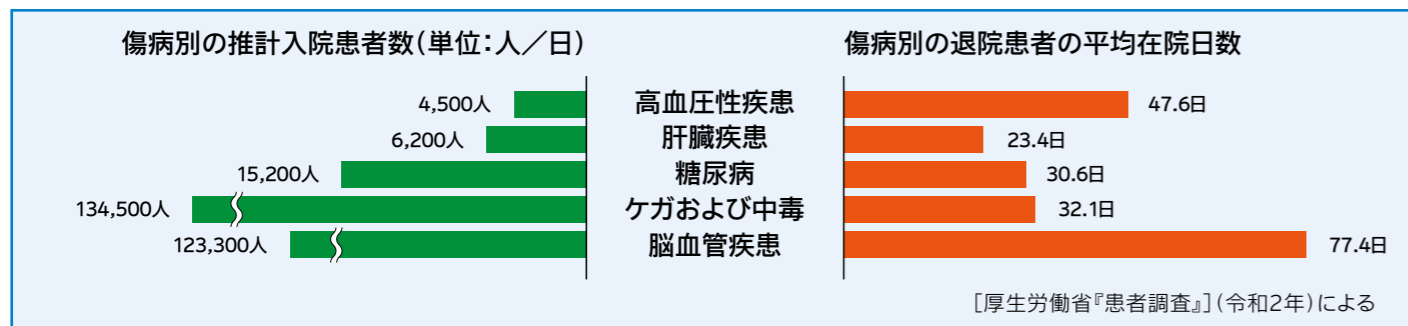 傷病別の推計入院患者数（単位：人／日）
傷病別の退院患者の平均在院日数
4,500人 高血圧性疾患 47.6日
6,200人 肝臓疾患 23.4日
15,200人 糖尿病 30.6日
134,500人 ケガおよび中毒 32.1日
123,300人 脳血管疾患 77.4日
［厚生労働省『患者調査』］（令和2年）による